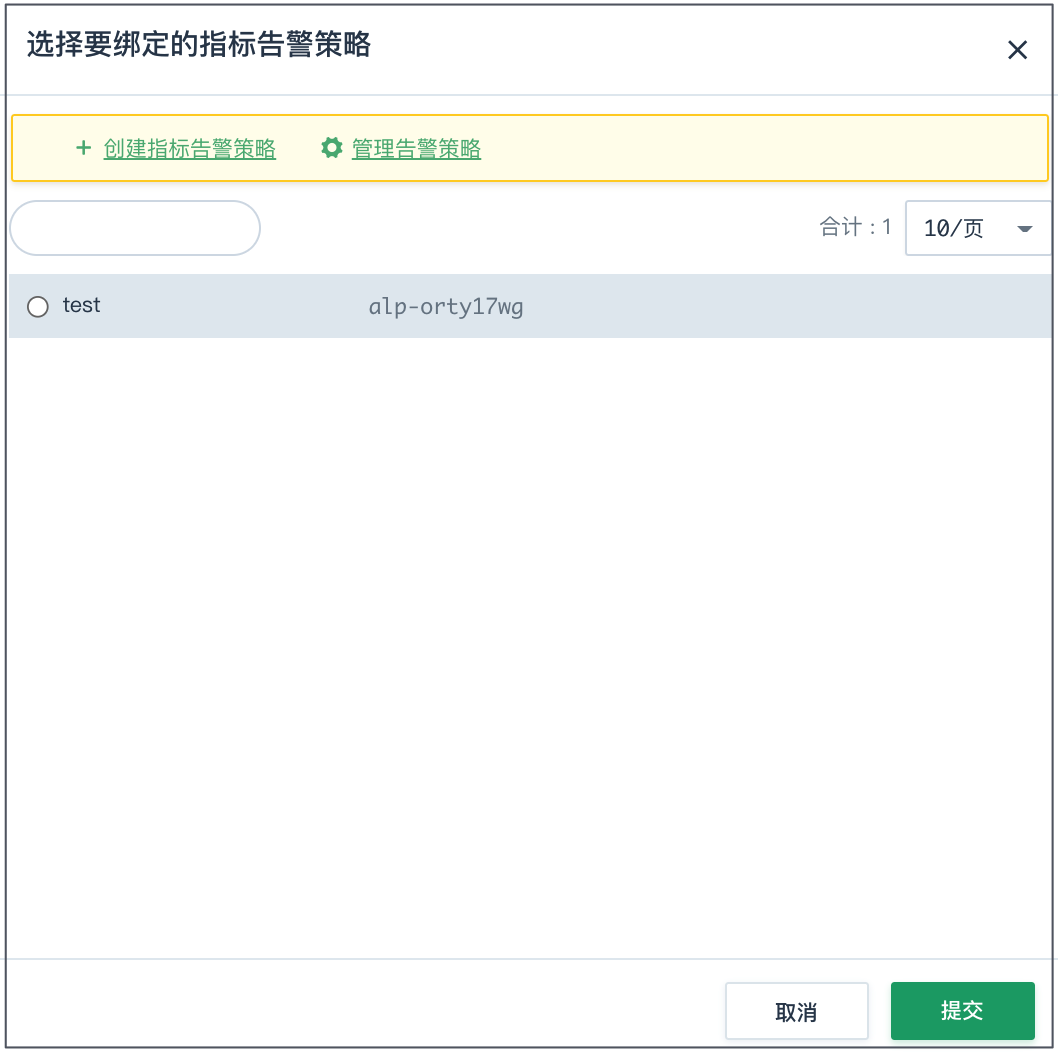 选择要绑定的指标告警策略
+ 创建指标告警策略 管理告警策略
合计：1 10/页
test alp-orty17wg
取消 提交